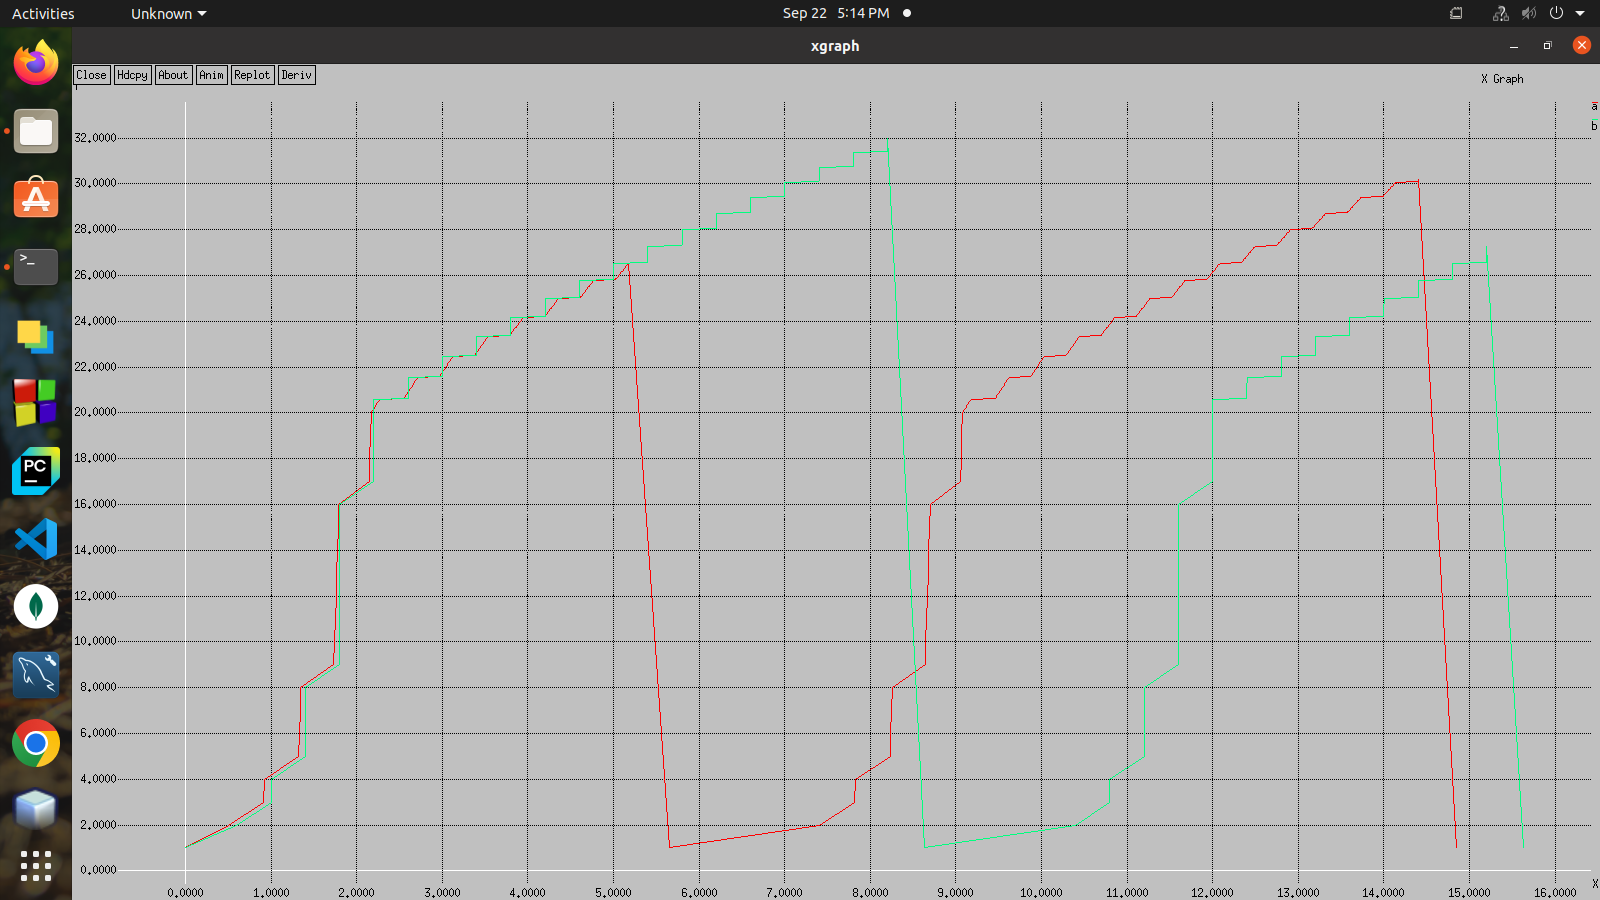 Activities Unknown Sep 22 5:14 PM
xgraph
Close Hdcpy About Anim Replot Deriv X Graph
a
b
32.0000
30.0000
28.0000
26.0000
24.0000
22.0000
20.0000
18.0000
16.0000
14.0000
12.0000
10.0000
8.0000
6.0000
4.0000
2.0000
0.0000
X
0.0000 1.0000 2.0000 3.0000 4.0000 5.0000 6.0000 7.0000 8.0000 9.0000 10.0000 11.0000 12.0000 13.0000 14.0000 15.0000 16.0000
>_
PC